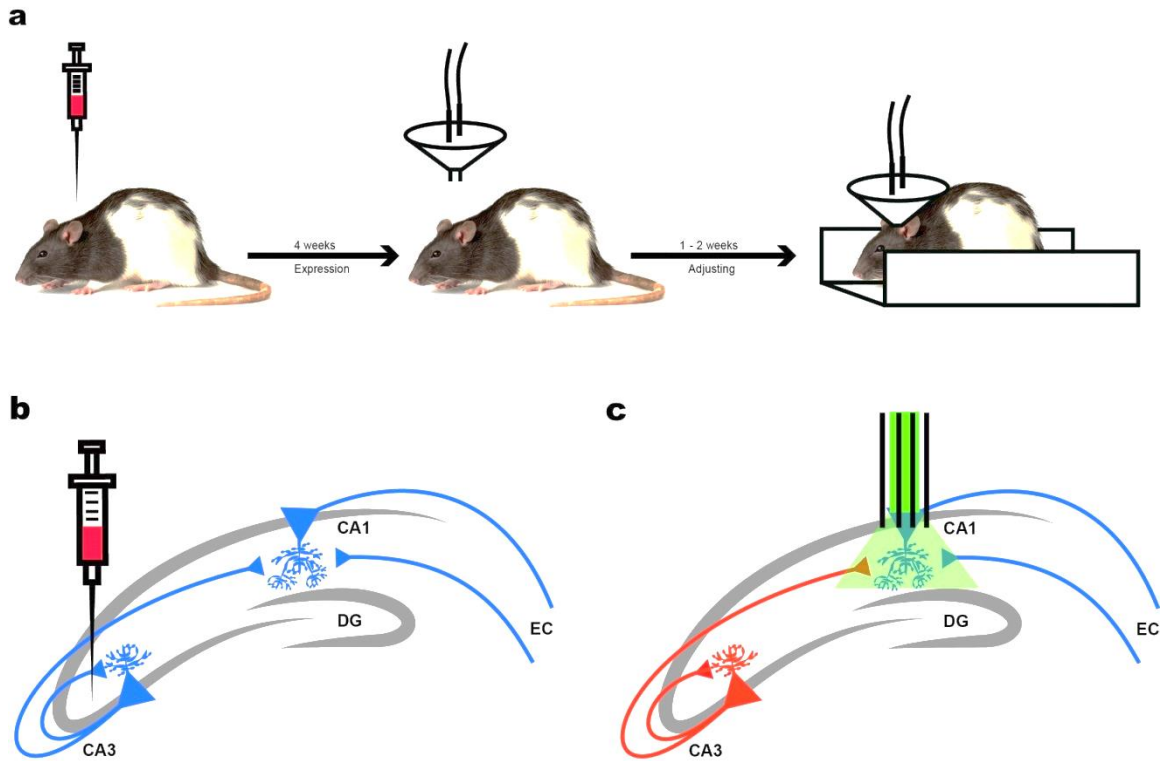 a
4 weeks
Expression
1 - 2 weeks
Adjusting
b
CA1
DG
EC
CA3
c
CA1
DG
EC
CA3